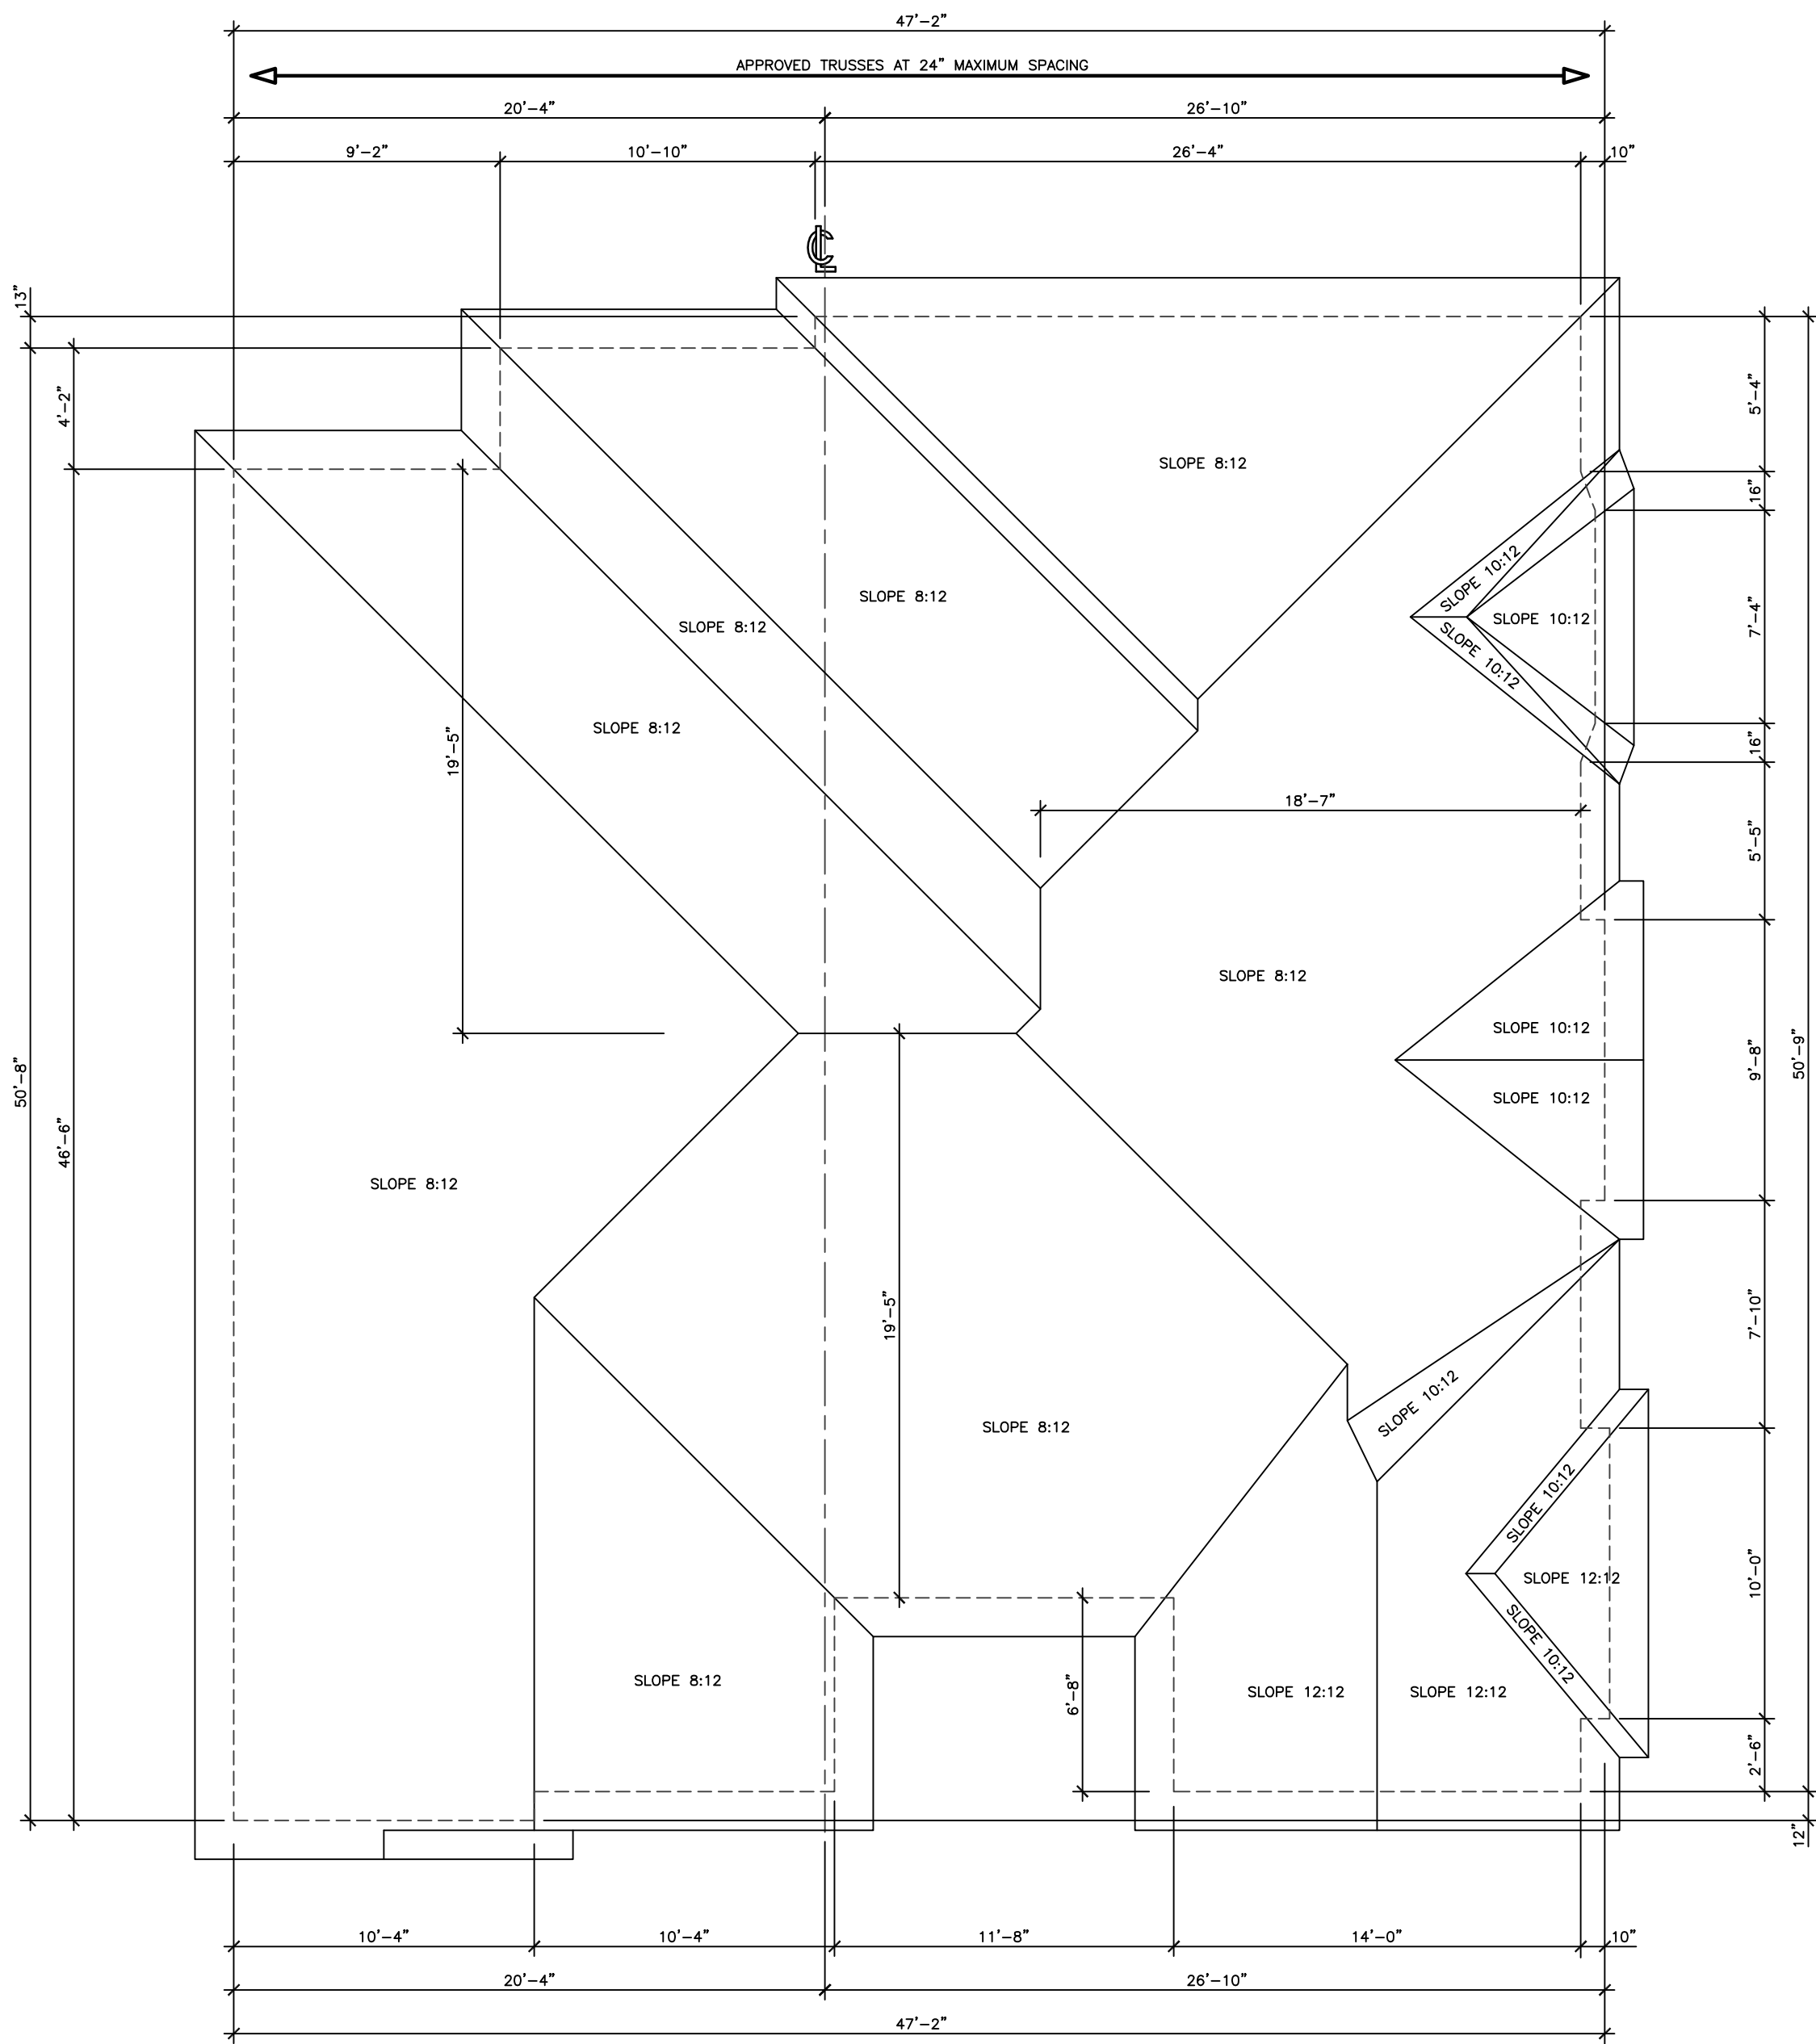 47'-2"
APPROVED TRUSSES AT 24" MAXIMUM SPACING
20'-4"
26'-10"
9'-2"
10'-10"
26'-4"
10"
CL
13"
4'-2"
5'-4"
SLOPE 8:12
16"
SLOPE 10:12
SLOPE 8:12
SLOPE 8:12
SLOPE 10:12
7'-4"
SLOPE 10:12
SLOPE 8:12
19'-5"
16"
18'-7"
5'-5"
SLOPE 8:12
SLOPE 10:12
50'-8"
9'-8"
50'-9"
SLOPE 10:12
46'-6"
SLOPE 8:12
19'-5"
7'-10"
SLOPE 10:12
SLOPE 8:12
SLOPE 10:12
SLOPE 12:12
10'-0"
SLOPE 10:12
SLOPE 8:12
6'-8"
SLOPE 12:12
SLOPE 12:12
2'-6"
12"
10'-4"
10'-4"
11'-8"
14'-0"
10"
20'-4"
26'-10"
47'-2"